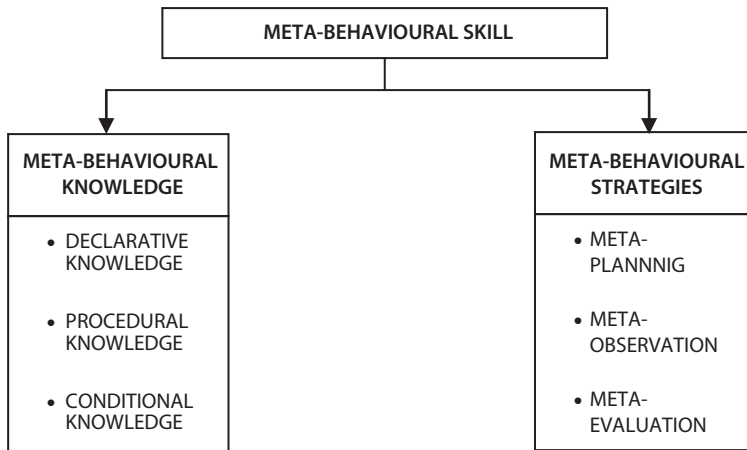 META-BEHAVIOURAL SKILL
META-BEHAVIOURAL
KNOWLEDGE
• DECLARATIVE
KNOWLEDGE
• PROCEDURAL
KNOWLEDGE
• CONDITIONAL
KNOWLEDGE
META-BEHAVIOURAL
STRATEGIES
• META-
PLANNNIG
• META-
OBSERVATION
• META-
EVALUATION